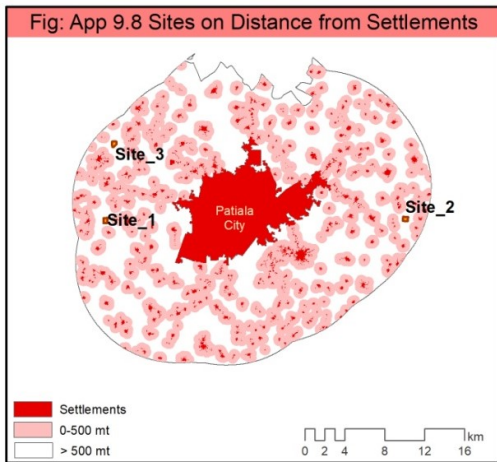 Fig: App 9.8 Sites on Distance from Settlements
Site_3
Site_1
Patiala
City
Site_2
Settlements
0-500 mt
> 500 mt
km
0 2 4 8 12 16